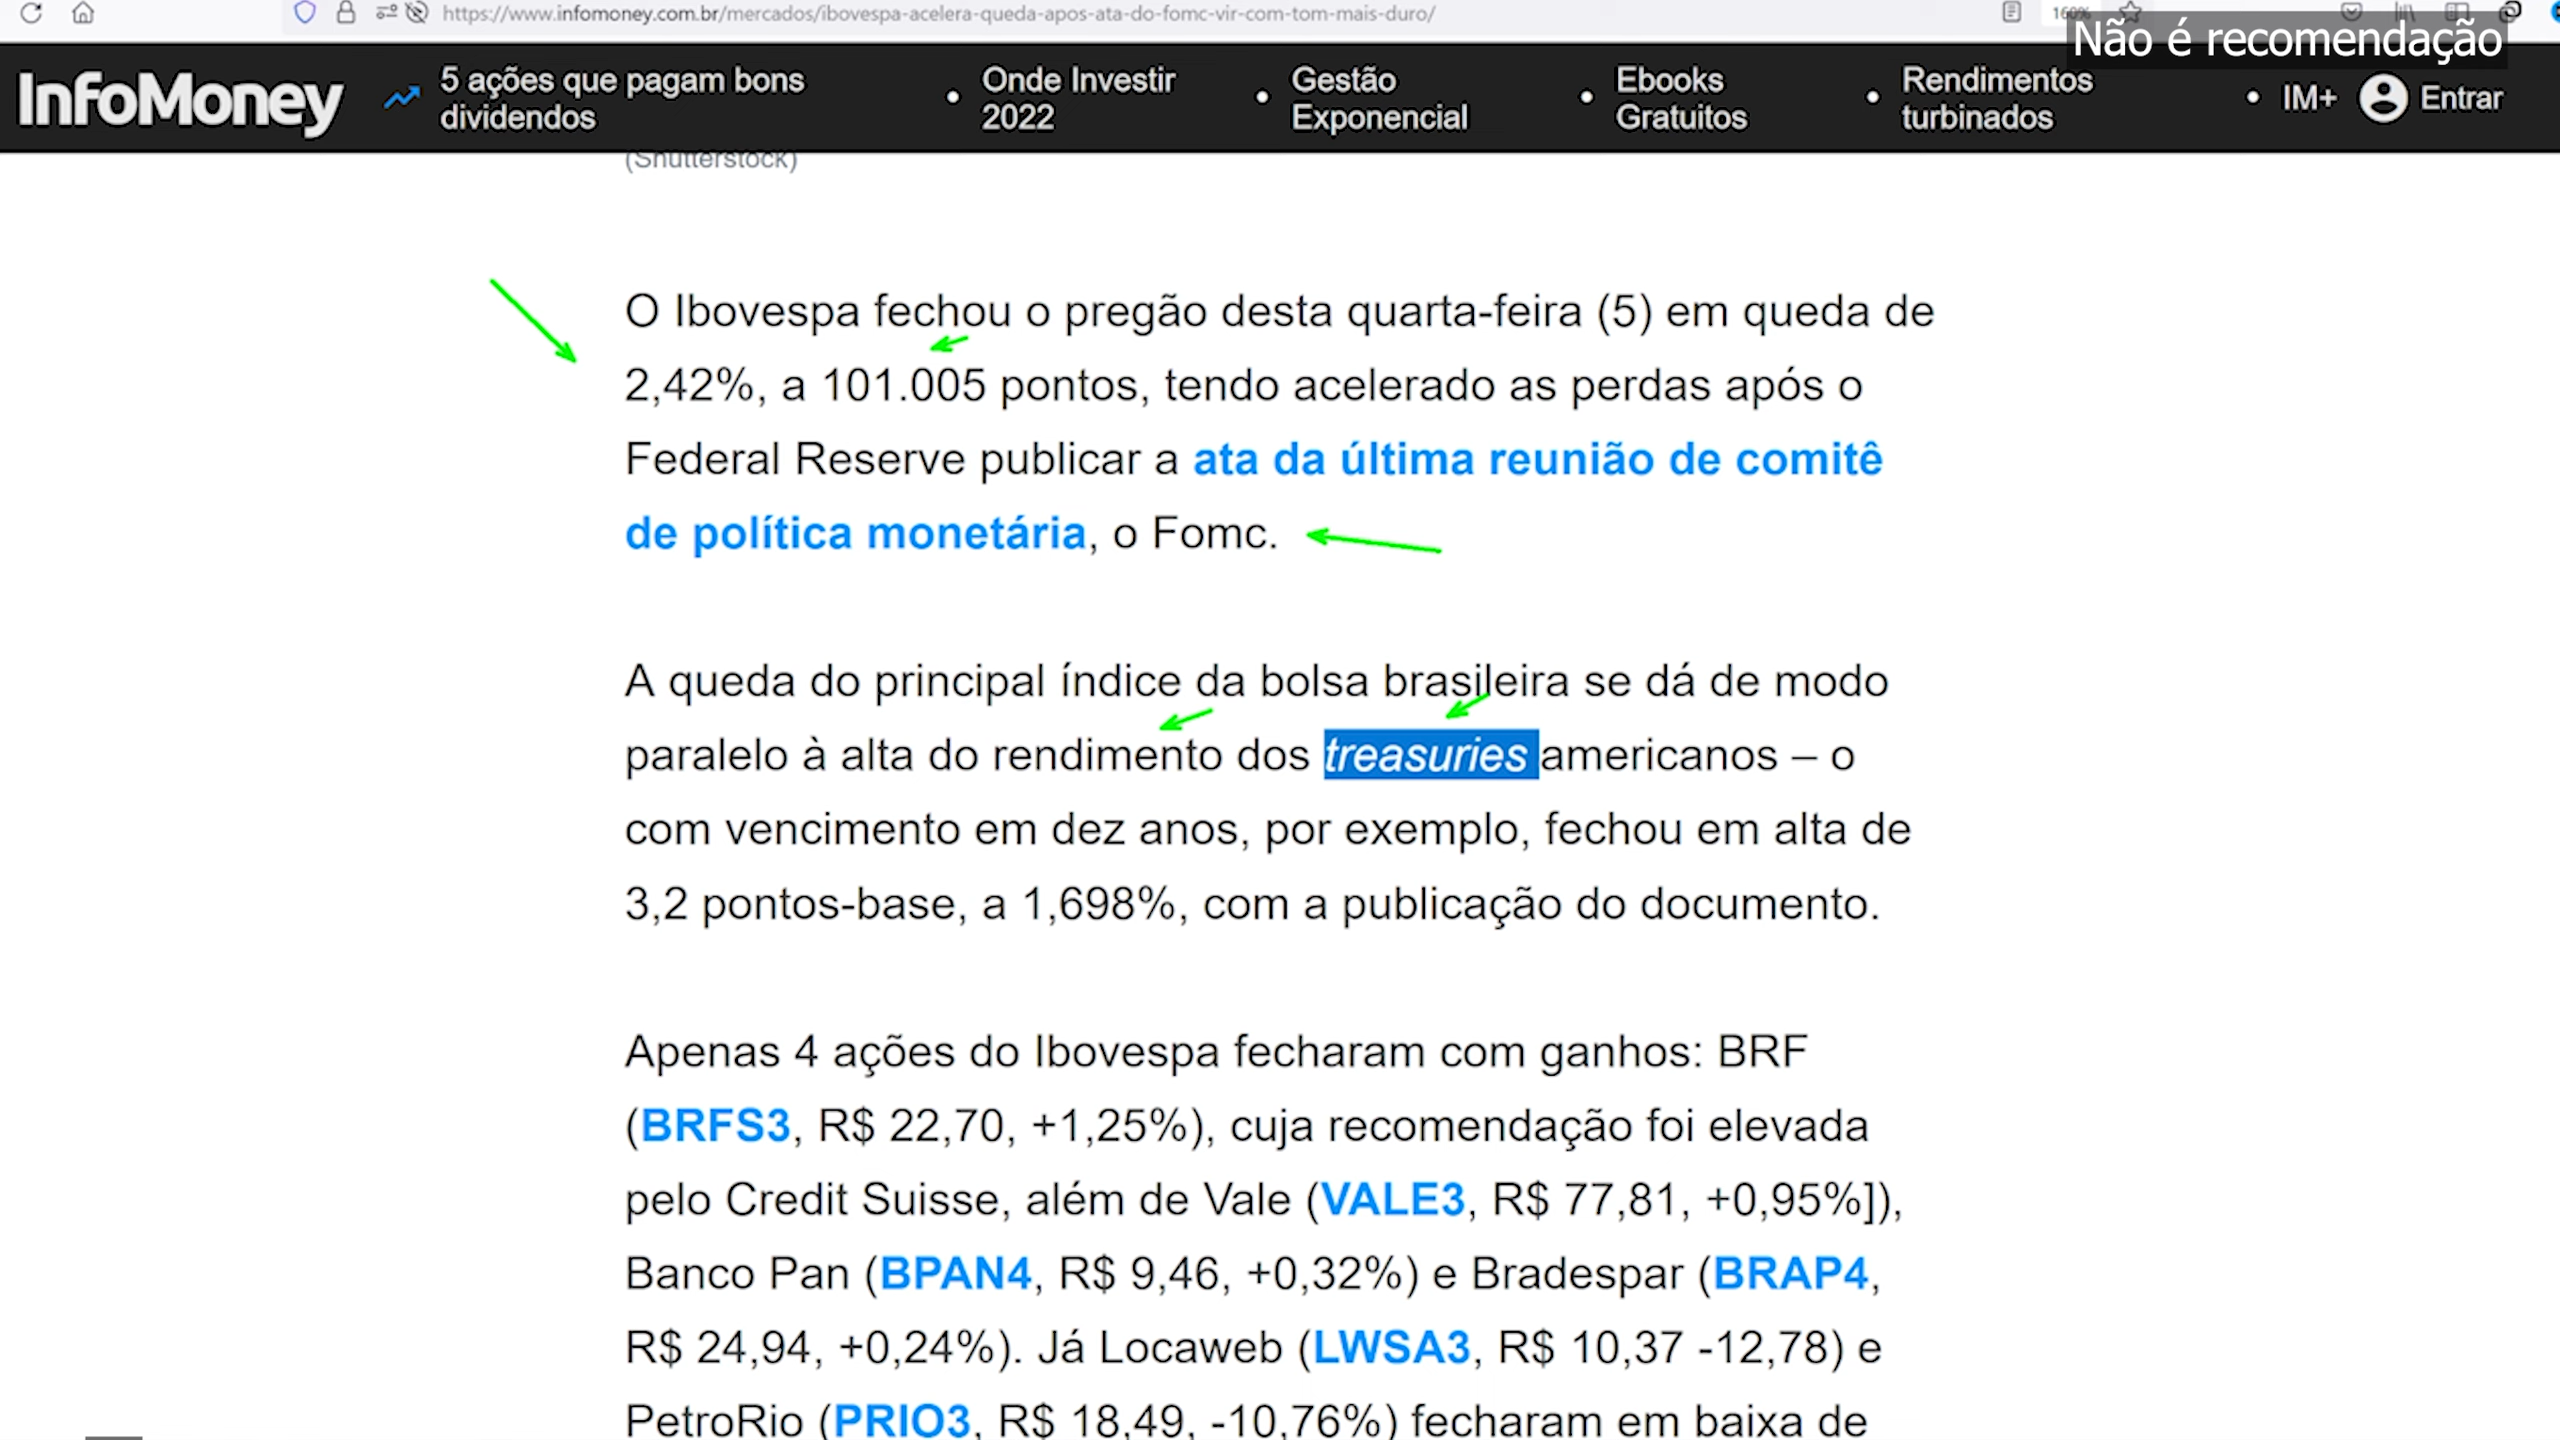 https://www.infomoney.com.br/mercados/ibovespa-acelera-queda-apos-ata-do-fomc-vir-com-tom-mais-duro/
160%
Não é recomendação
InfoMoney
5 ações que pagam bons
dividendos
• Onde Investir
2022
• Gestão
Exponencial
• Ebooks
Gratuitos
• Rendimentos
turbinados
• IM+
Entrar
(Shutterstock)
O Ibovespa fechou o pregão desta quarta-feira (5) em queda de
2,42%, a 101.005 pontos, tendo acelerado as perdas após o
Federal Reserve publicar a ata da última reunião de comitê
de política monetária, o Fomc.
A queda do principal índice da bolsa brasileira se dá de modo
paralelo à alta do rendimento dos treasuries americanos – o
com vencimento em dez anos, por exemplo, fechou em alta de
3,2 pontos-base, a 1,698%, com a publicação do documento.
Apenas 4 ações do Ibovespa fecharam com ganhos: BRF
(BRFS3, R$ 22,70, +1,25%), cuja recomendação foi elevada
pelo Credit Suisse, além de Vale (VALE3, R$ 77,81, +0,95%]),
Banco Pan (BPAN4, R$ 9,46, +0,32%) e Bradespar (BRAP4,
R$ 24,94, +0,24%). Já Locaweb (LWSA3, R$ 10,37 -12,78) e
PetroRio (PRIO3, R$ 18,49, -10,76%) fecharam em baixa de